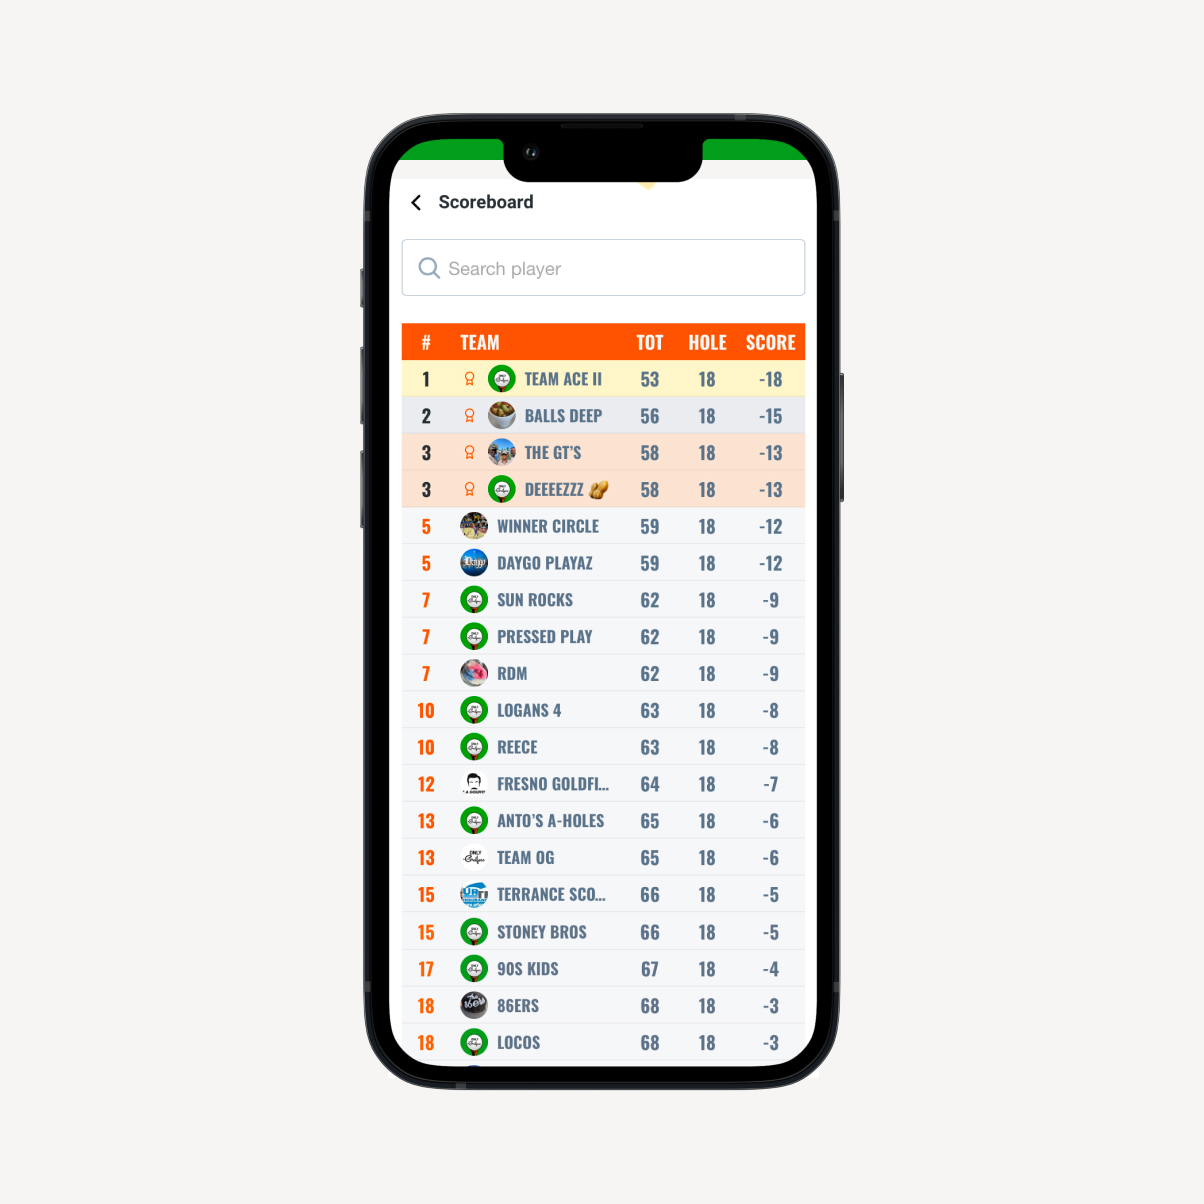 Scoreboard
Search player
# TEAM TOT HOLE SCORE
1 TEAM ACE II 53 18 -18
2 BALLS DEEP 56 18 -15
3 THE GT'S 58 18 -13
3 DEEEEZZZ 🥜 58 18 -13
5 WINNER CIRCLE 59 18 -12
5 DAYGO PLAYAZ 59 18 -12
7 SUN ROCKS 62 18 -9
7 PRESSED PLAY 62 18 -9
7 RDM 62 18 -9
10 LOGANS 4 63 18 -8
10 REECE 63 18 -8
12 FRESNO GOLDFI... 64 18 -7
13 ANTO'S A-HOLES 65 18 -6
13 TEAM OG 65 18 -6
15 TERRANCE SCO... 66 18 -5
15 STONEY BROS 66 18 -5
17 90S KIDS 67 18 -4
18 86ERS 68 18 -3
18 LOCOS 68 18 -3